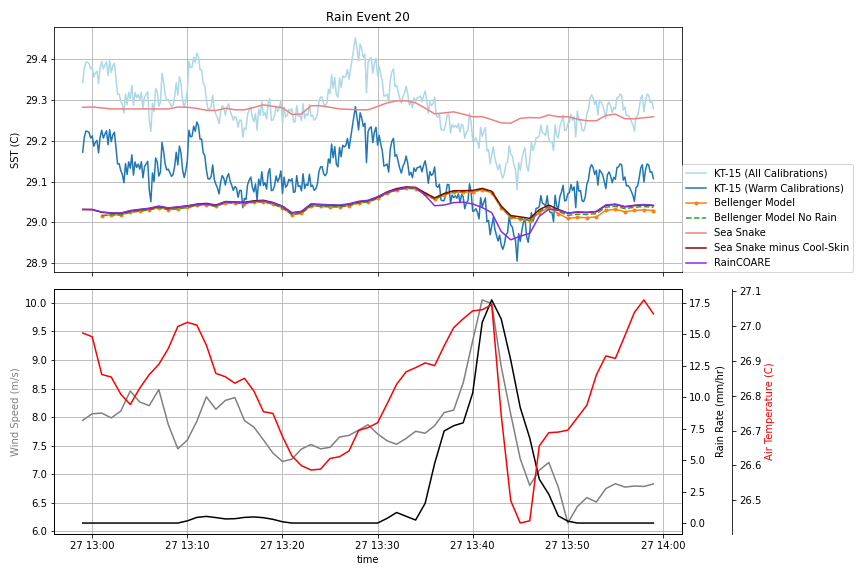 Rain Event 20
SST (C)
29.4
29.3
29.2
29.1
29.0
28.9
KT-15 (All Calibrations)
KT-15 (Warm Calibrations)
Bellenger Model
Bellenger Model No Rain
Sea Snake
Sea Snake minus Cool-Skin
RainCOARE
Wind Speed (m/s)
10.0
9.5
9.0
8.5
8.0
7.5
7.0
6.5
6.0
17.5
15.0
12.5
10.0
7.5
5.0
2.5
0.0
Rain Rate (mm/hr)
27.1
27.0
26.9
26.8
26.7
26.6
26.5
Air Temperature (C)
27 13:00
27 13:10
27 13:20
27 13:30
27 13:40
27 13:50
27 14:00
time